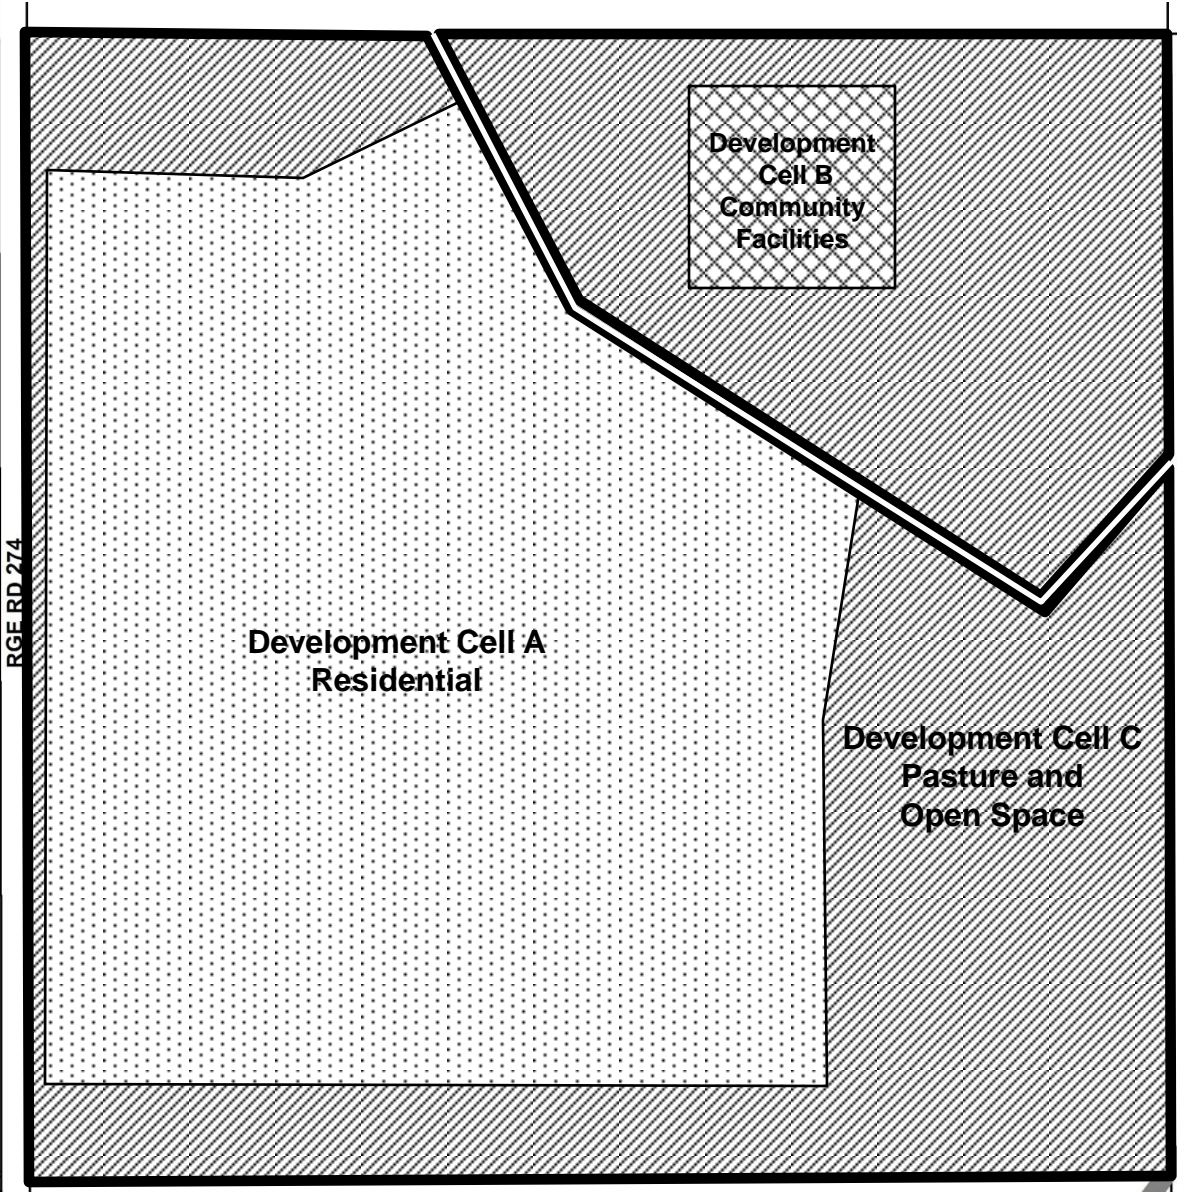 Development
Cell B
Community
Facilities
RGE RD 274
Development Cell A
Residential
Development Cell C
Pasture and
Open Space